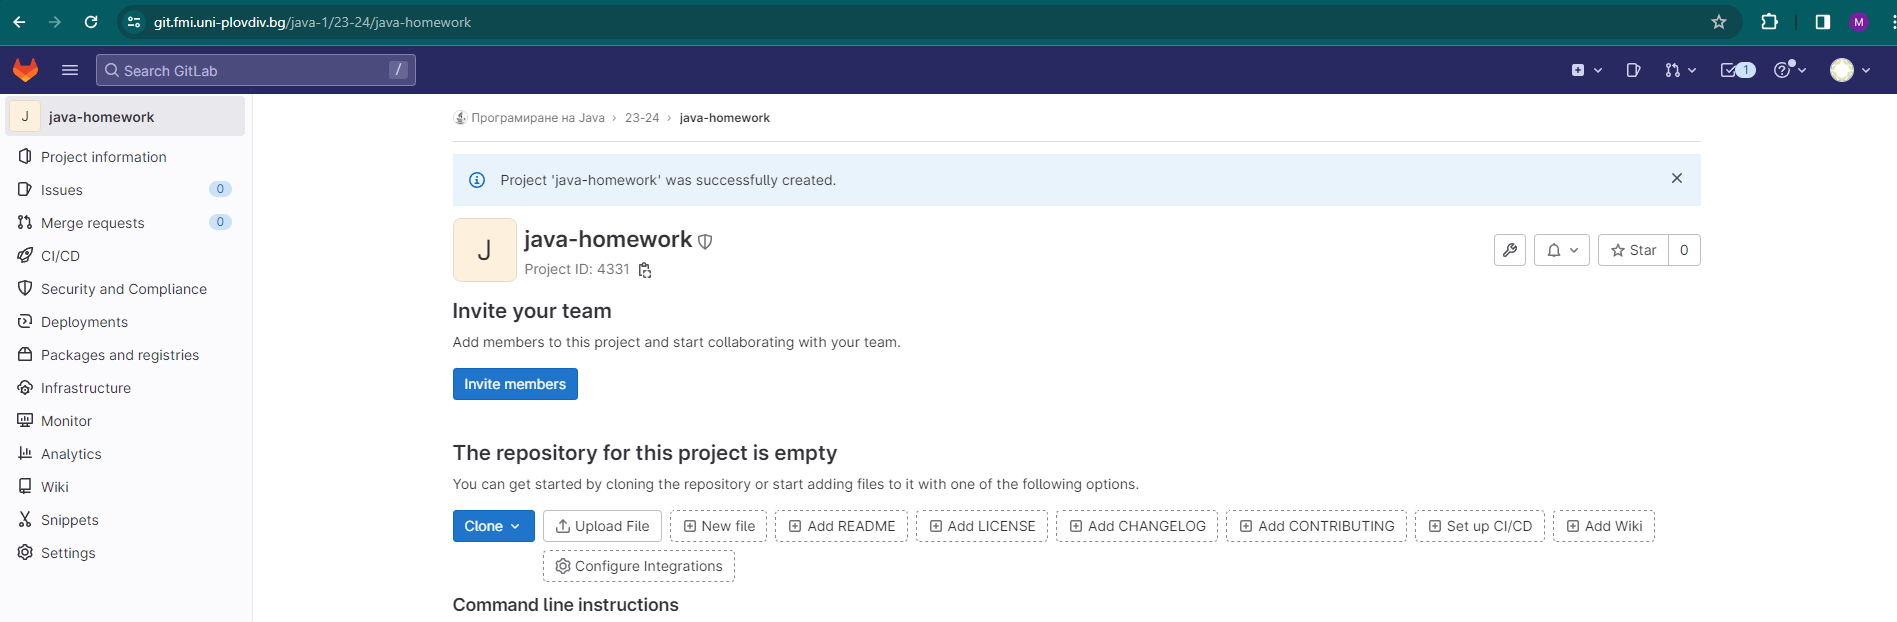 git.fmi.uni-plovdiv.bg/java-1/23-24/java-homework
M
Search GitLab
/
1
J
java-homework
Project information
Issues
0
Merge requests
0
CI/CD
Security and Compliance
Deployments
Packages and registries
Infrastructure
Monitor
Analytics
Wiki
Snippets
Settings
Програмиране на Java › 23-24 › java-homework
Project 'java-homework' was successfully created.
J
java-homework
Project ID: 4331
Star
0
Invite your team
Add members to this project and start collaborating with your team.
Invite members
The repository for this project is empty
You can get started by cloning the repository or start adding files to it with one of the following options.
Clone
Upload File
New file
Add README
Add LICENSE
Add CHANGELOG
Add CONTRIBUTING
Set up CI/CD
Add Wiki
Configure Integrations
Command line instructions